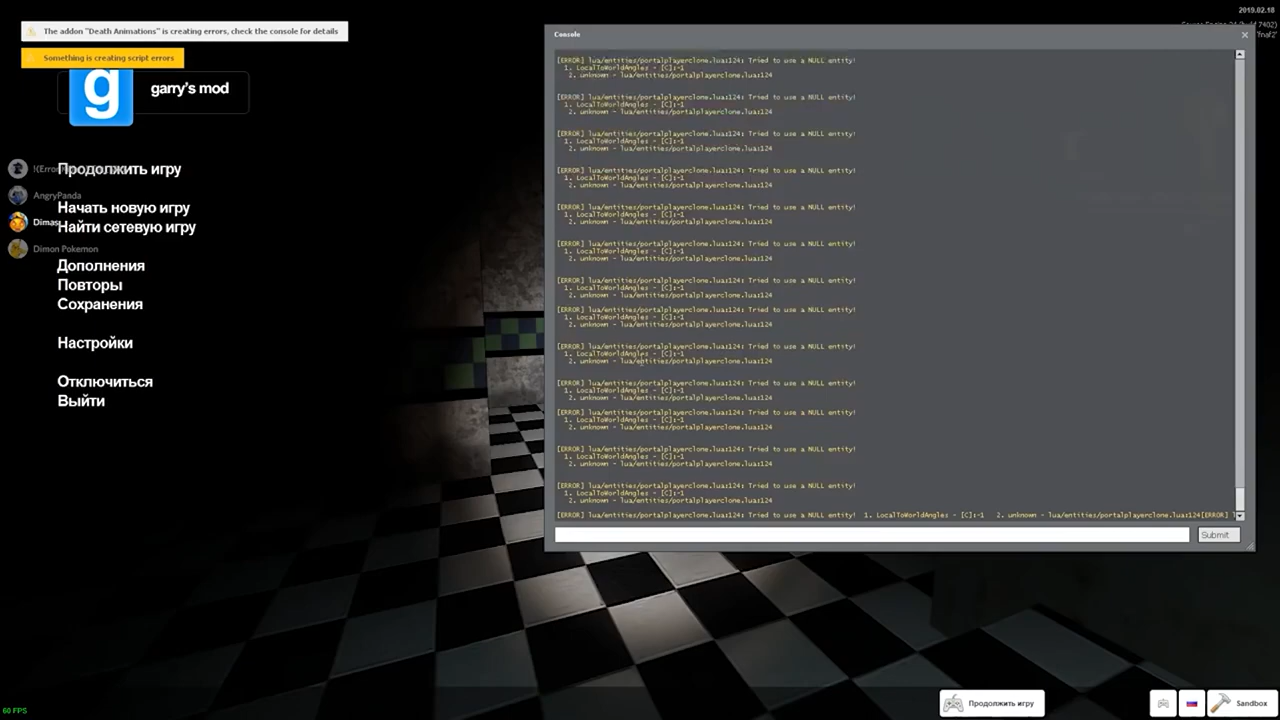 2019.02.18
The addon "Death Animations" is creating errors, check the console for details
Something is creating script errors
garry's mod
Продолжить игру
AngryPanda
Начать новую игру
Dimas
Найти сетевую игру
Dimon Pokemon
Дополнения
Повторы
Сохранения
Настройки
Отключиться
Выйти
Console
[ERROR] lua/entities/portalplayerclone.lua:124: Tried to use a NULL entity!
1. LocalToWorldAngles - [C]:-1
2. unknown - lua/entities/portalplayerclone.lua:124
[ERROR] lua/entities/portalplayerclone.lua:124: Tried to use a NULL entity!
1. LocalToWorldAngles - [C]:-1
2. unknown - lua/entities/portalplayerclone.lua:124
[ERROR] lua/entities/portalplayerclone.lua:124: Tried to use a NULL entity!
1. LocalToWorldAngles - [C]:-1
2. unknown - lua/entities/portalplayerclone.lua:124
[ERROR] lua/entities/portalplayerclone.lua:124: Tried to use a NULL entity!
1. LocalToWorldAngles - [C]:-1
2. unknown - lua/entities/portalplayerclone.lua:124
[ERROR] lua/entities/portalplayerclone.lua:124: Tried to use a NULL entity!
1. LocalToWorldAngles - [C]:-1
2. unknown - lua/entities/portalplayerclone.lua:124
[ERROR] lua/entities/portalplayerclone.lua:124: Tried to use a NULL entity!
1. LocalToWorldAngles - [C]:-1
2. unknown - lua/entities/portalplayerclone.lua:124
[ERROR] lua/entities/portalplayerclone.lua:124: Tried to use a NULL entity!
1. LocalToWorldAngles - [C]:-1
2. unknown - lua/entities/portalplayerclone.lua:124
[ERROR] lua/entities/portalplayerclone.lua:124: Tried to use a NULL entity!
1. LocalToWorldAngles - [C]:-1
2. unknown - lua/entities/portalplayerclone.lua:124
[ERROR] lua/entities/portalplayerclone.lua:124: Tried to use a NULL entity!
1. LocalToWorldAngles - [C]:-1
2. unknown - lua/entities/portalplayerclone.lua:124
[ERROR] lua/entities/portalplayerclone.lua:124: Tried to use a NULL entity!
1. LocalToWorldAngles - [C]:-1
2. unknown - lua/entities/portalplayerclone.lua:124
[ERROR] lua/entities/portalplayerclone.lua:124: Tried to use a NULL entity!
1. LocalToWorldAngles - [C]:-1
2. unknown - lua/entities/portalplayerclone.lua:124
[ERROR] lua/entities/portalplayerclone.lua:124: Tried to use a NULL entity!
1. LocalToWorldAngles - [C]:-1
2. unknown - lua/entities/portalplayerclone.lua:124
[ERROR] lua/entities/portalplayerclone.lua:124: Tried to use a NULL entity!
1. LocalToWorldAngles - [C]:-1
2. unknown - lua/entities/portalplayerclone.lua:124
[ERROR] lua/entities/portalplayerclone.lua:124: Tried to use a NULL entity! 1. LocalToWorldAngles - [C]:-1 2. unknown - lua/entities/portalplayerclone.lua:124[ERROR] l
Submit
60 FPS
Продолжить игру
Sandbox